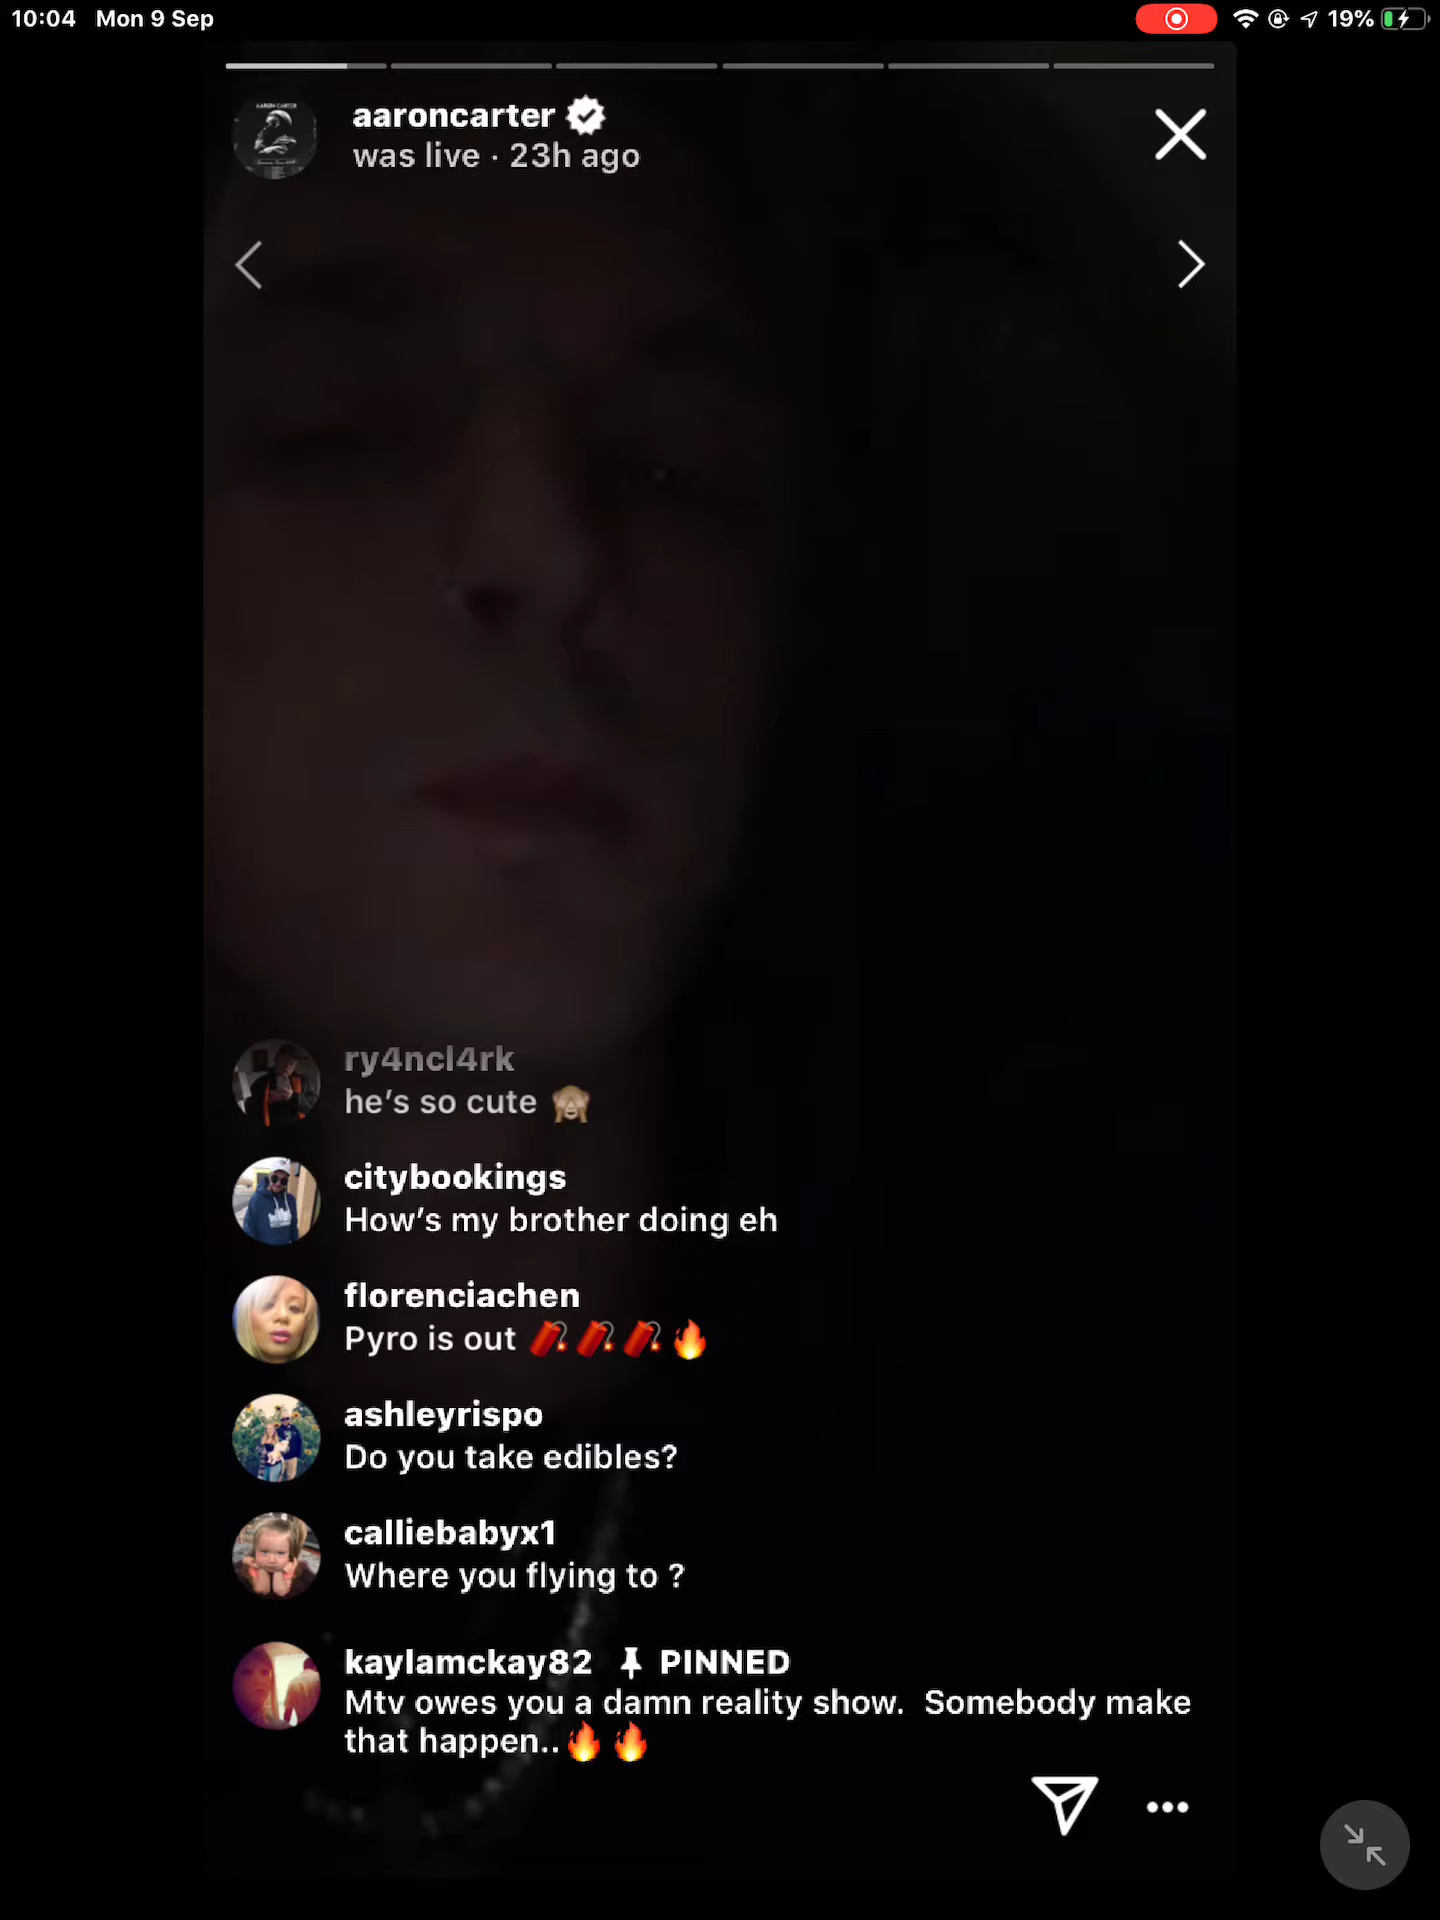 10:04 Mon 9 Sep 19%
aaroncarter
was live · 23h ago
ry4ncl4rk
he's so cute 🙈
citybookings
How's my brother doing eh
florenciachen
Pyro is out 🧨🧨🧨🔥
ashleyrispo
Do you take edibles?
calliebabyx1
Where you flying to ?
kaylamckay82 PINNED
Mtv owes you a damn reality show. Somebody make
that happen..🔥🔥